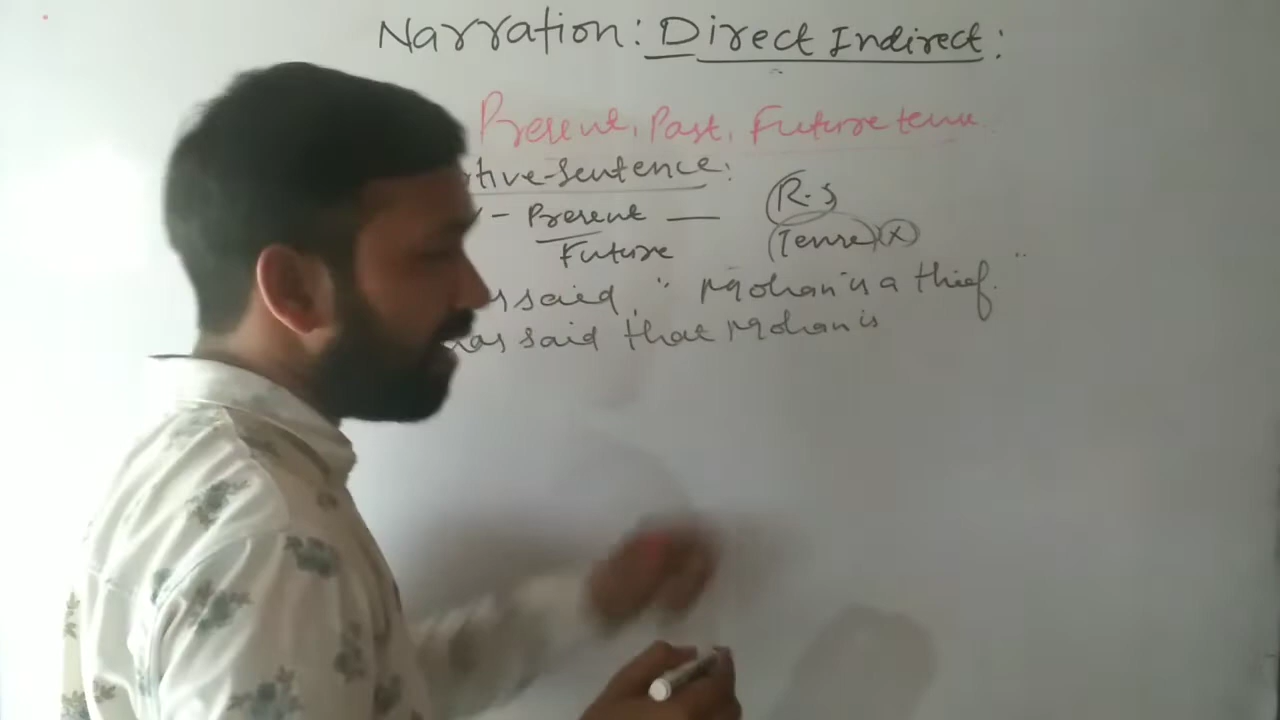 Narration: Direct Indirect:
Present, Past, Future tense
tive-Sentence:
- Present — R.S
Future (Tense) (x)
said, " Mohan is a thief. "
has said that Mohan is